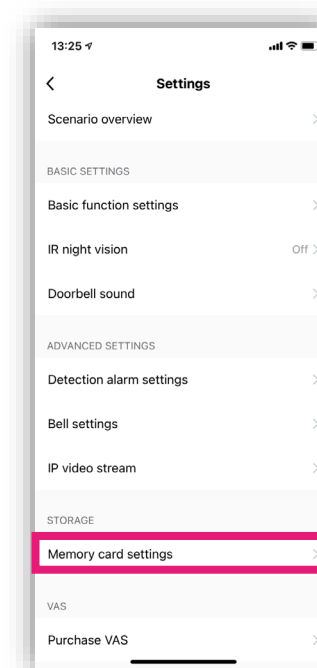 13:25
Settings
Scenario overview
BASIC SETTINGS
Basic function settings
IR night vision Off
Doorbell sound
ADVANCED SETTINGS
Detection alarm settings
Bell settings
IP video stream
STORAGE
Memory card settings
VAS
Purchase VAS